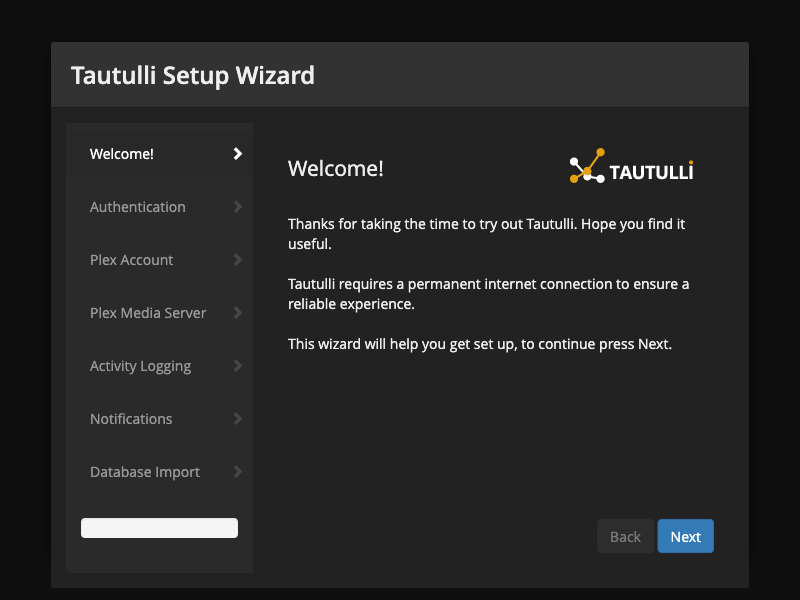 Tautulli Setup Wizard
Welcome!
Authentication
Plex Account
Plex Media Server
Activity Logging
Notifications
Database Import
Welcome!
TAUTULLi
Thanks for taking the time to try out Tautulli. Hope you find it
useful.
Tautulli requires a permanent internet connection to ensure a
reliable experience.
This wizard will help you get set up, to continue press Next.
Back
Next